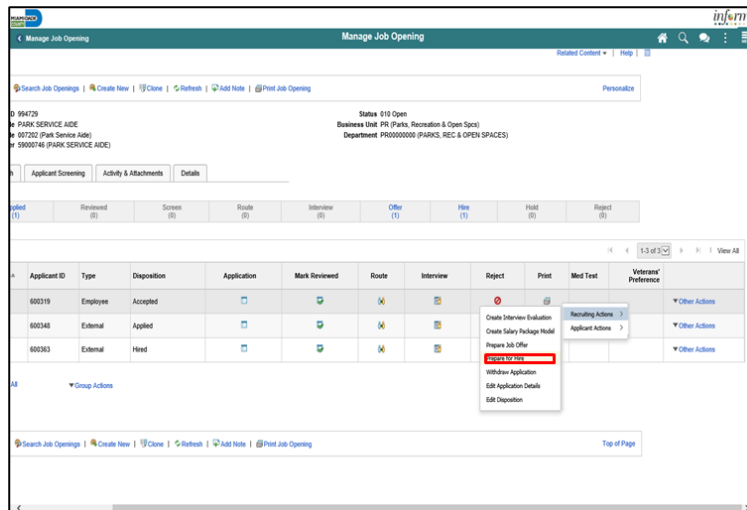 MIAMI-DADE
COUNTY
inform
Manage Job Opening
Manage Job Opening
Related Content | Help |
Search Job Openings | Create New | Clone | Refresh | Add Note | Print Job Opening
Personalize
ID 994729
Status 010 Open
le PARK SERVICE AIDE
Business Unit PR (Parks, Recreation & Open Spcs)
le 007202 (Park Service Aide)
Department PR00000000 (PARKS, REC & OPEN SPACES)
er 59000746 (PARK SERVICE AIDE)
h
Applicant Screening
Activity & Attachments
Details
pplied
(1)
Reviewed
(0)
Screen
(0)
Route
(0)
Interview
(0)
Offer
(1)
Hire
(1)
Hold
(0)
Reject
(0)
1-3 of 3
View All
Applicant ID
Type
Disposition
Application
Mark Reviewed
Route
Interview
Reject
Print
Med Test
Veterans'
Preference
600319
Employee
Accepted
Other Actions
Recruiting Actions
Applicant Actions
Create Interview Evaluation
Create Salary Package Model
Prepare Job Offer
Prepare for Hire
Withdraw Application
Edit Application Details
Edit Disposition
600348
External
Applied
Other Actions
600363
External
Hired
Other Actions
All
Group Actions
Search Job Openings | Create New | Clone | Refresh | Add Note | Print Job Opening
Top of Page